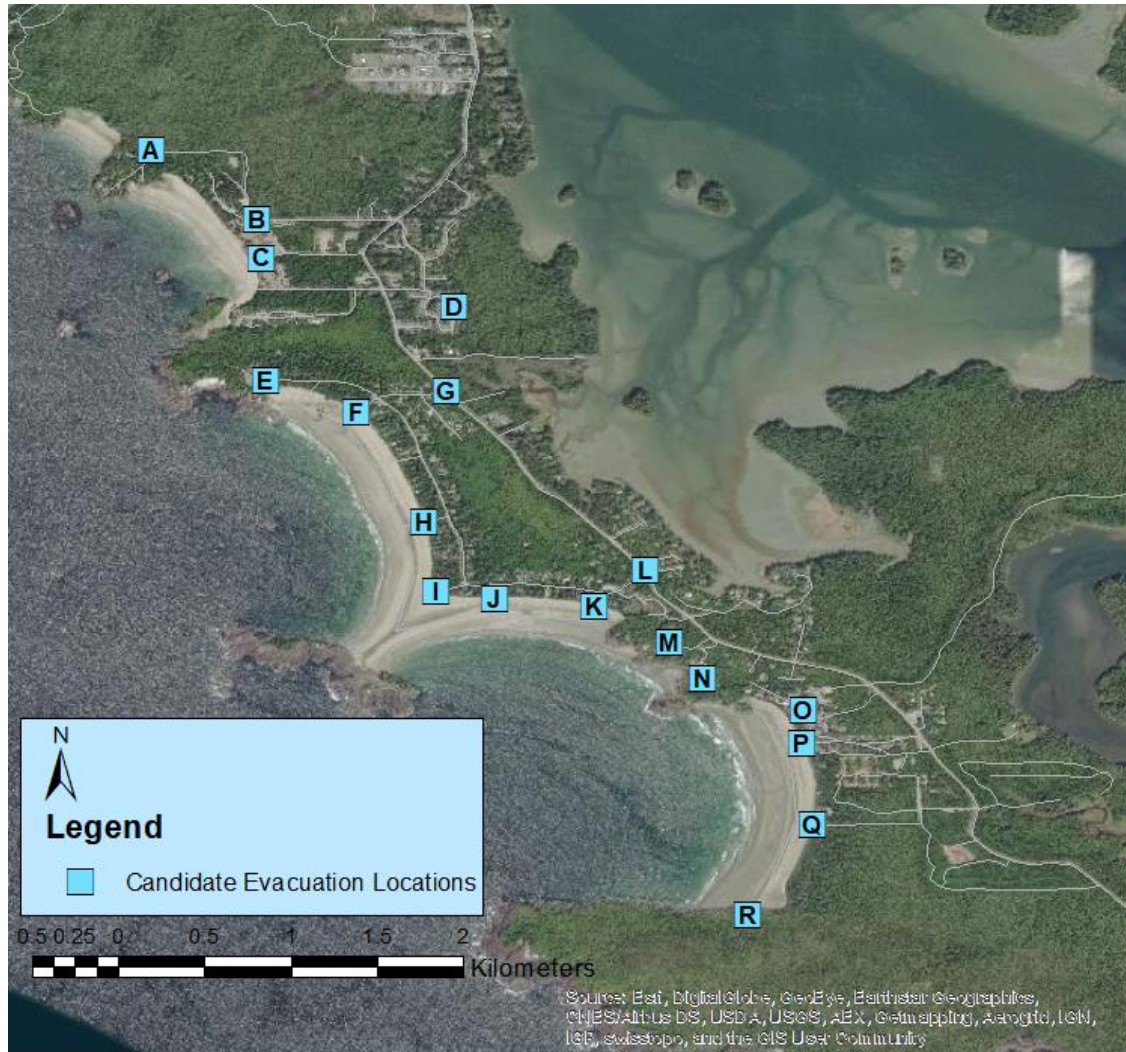 A
B
C
D
E
F
G
H
I
J
K
L
M
N
O
P
Q
R
N
Legend
Candidate Evacuation Locations
0.5 0.25 0 0.5 1 1.5 2
Kilometers
Source: Esri, DigitalGlobe, GeoEye, Earthstar Geographics,
CNES/Airbus DS, USDA, USGS, AEX, Getmapping, Aerogrid, IGN,
IGP, swisstopo, and the GIS User Community